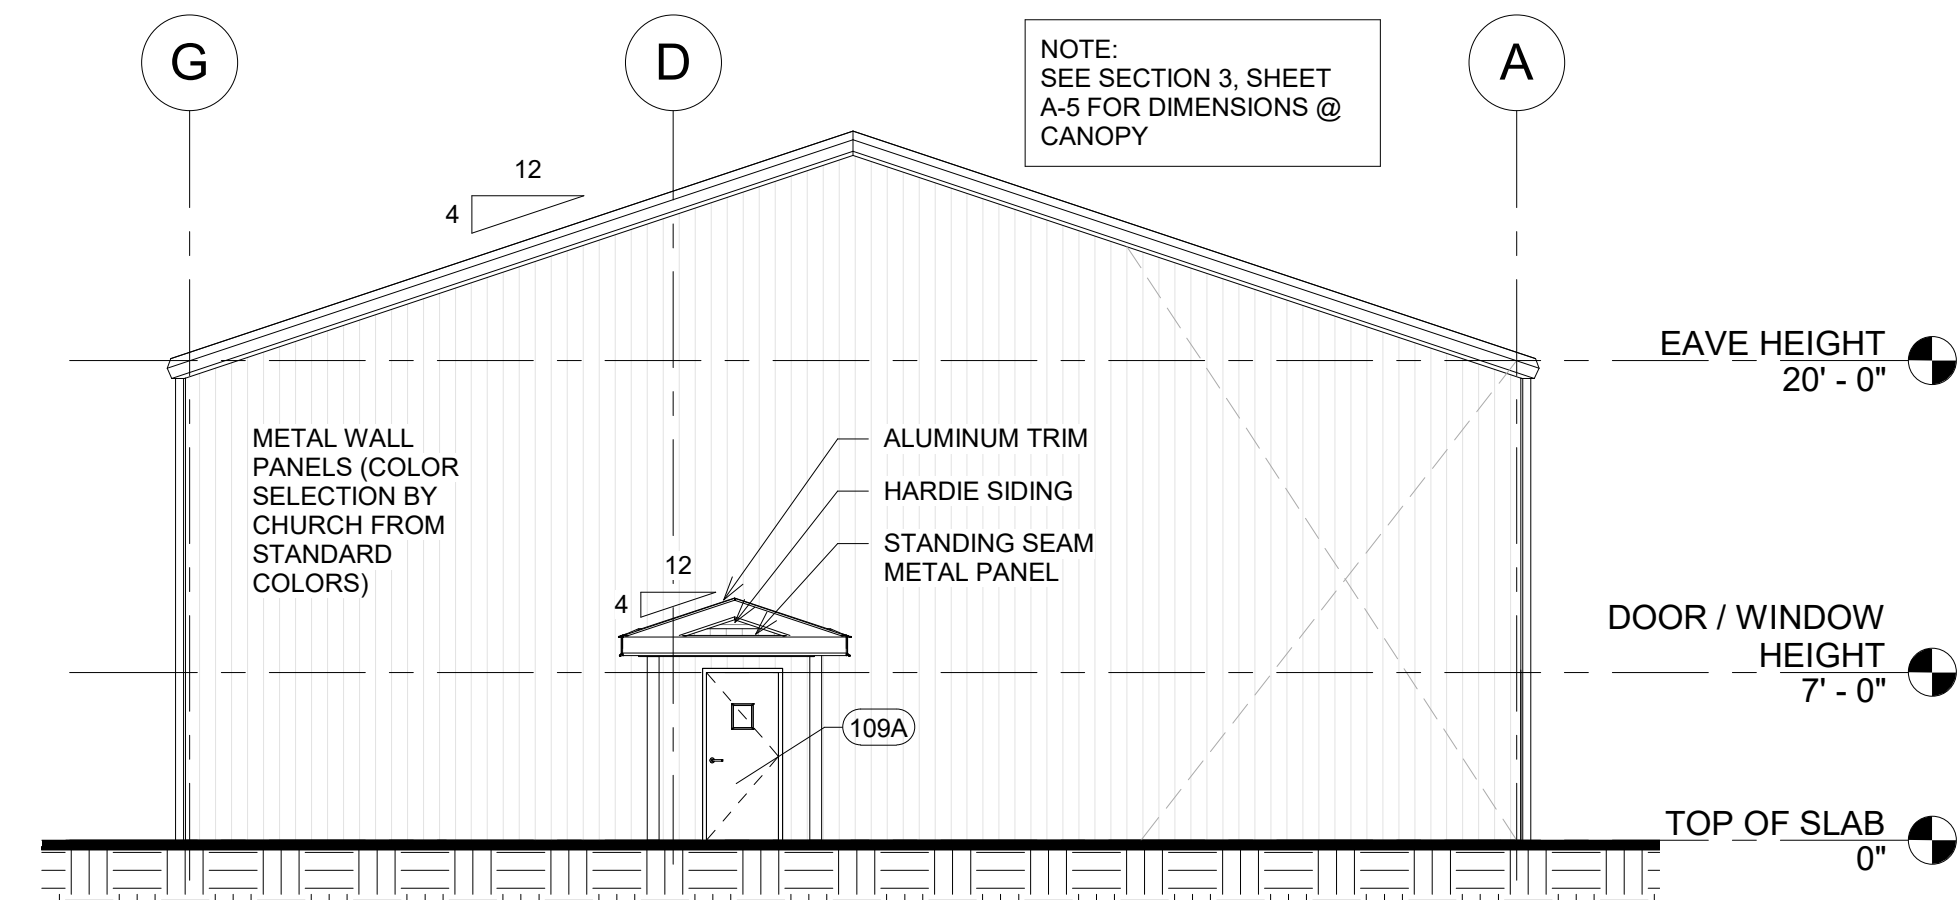 G
D
A
NOTE:
SEE SECTION 3, SHEET
A-5 FOR DIMENSIONS @
CANOPY
12
4
EAVE HEIGHT
20' - 0"
METAL WALL
PANELS (COLOR
SELECTION BY
CHURCH FROM
STANDARD
COLORS)
ALUMINUM TRIM
HARDIE SIDING
STANDING SEAM
METAL PANEL
12
4
DOOR / WINDOW
HEIGHT
7' - 0"
109A
TOP OF SLAB
0"